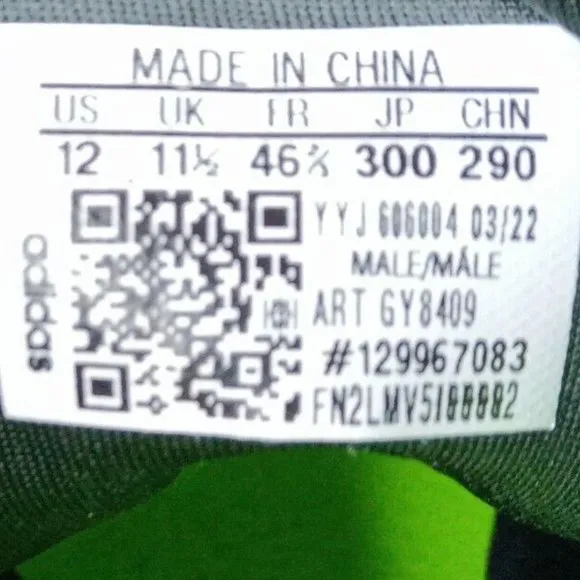 MADE IN CHINA
US UK FR JP CHN
12 11½ 46⅔ 300 290
YYJ 606004 03/22
MALE/MÂLE
ART GY8409
#129967083
adidas